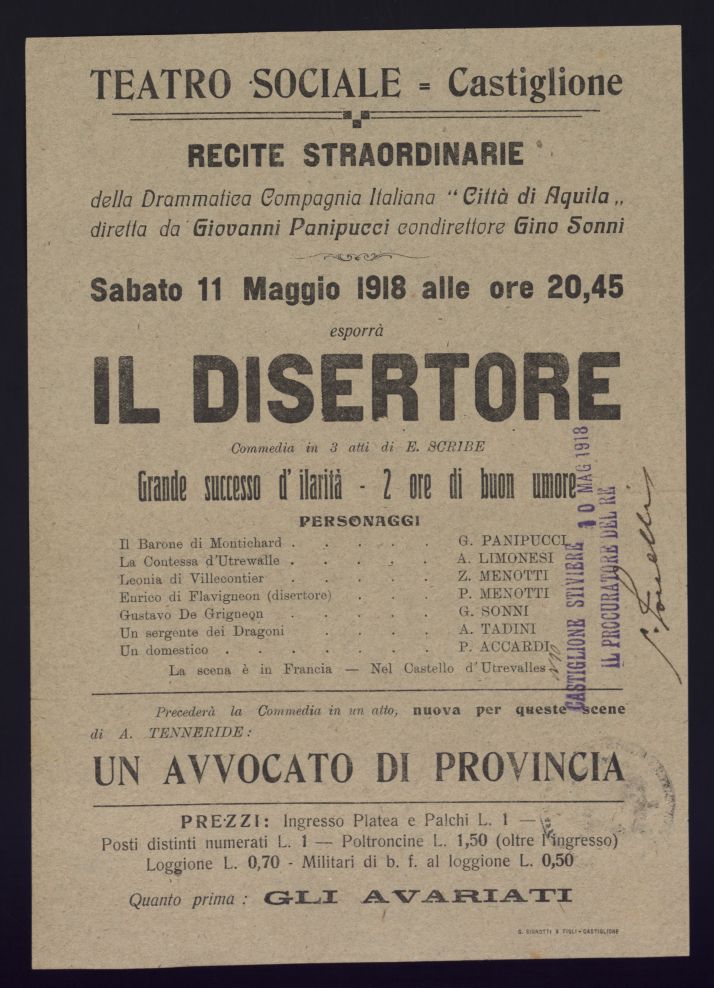 TEATRO SOCIALE = Castiglione
RECITE STRAORDINARIE
della Drammatica Compagnia Italiana “Città di Aquila„
diretta da Giovanni Panipucci condirettore Gino Sonni
Sabato 11 Maggio 1918 alle ore 20,45
esporrà
IL DISERTORE
Commedia in 3 atti di E. SCRIBE
Grande successo d' ilarità - 2 ore di buon umore
PERSONAGGI
Il Barone di Montichard . . . . . G. PANIPUCCI
La Contessa d'Utrewalle . . . . . A. LIMONESI
Leonia di Villecontier . . . . . Z. MENOTTI
Enrico di Flavigneon (disertore) . . . P. MENOTTI
Gustavo De Grigneon . . . . . G. SONNI
Un sergente dei Dragoni . . . . A. TADINI
Un domestico . . . . . . . P. ACCARDI
La scena è in Francia — Nel Castello d'Utrevalles
CASTIGLIONE STIVIERE 10 MAG 1918
IL PROCURATORE DEL RE
Precederà la Commedia in un atto, nuova per queste scene
di A. TENNERIDE:
UN AVVOCATO DI PROVINCIA
PREZZI: Ingresso Platea e Palchi L. 1 —
Posti distinti numerati L. 1 — Poltroncine L. 1,50 (oltre l'ingresso)
Loggione L. 0,70 - Militari di b. f. al loggione L. 0,50
Quanto prima : GLI AVARIATI
S. SIGNOTTI & FIGLI - CASTIGLIONE